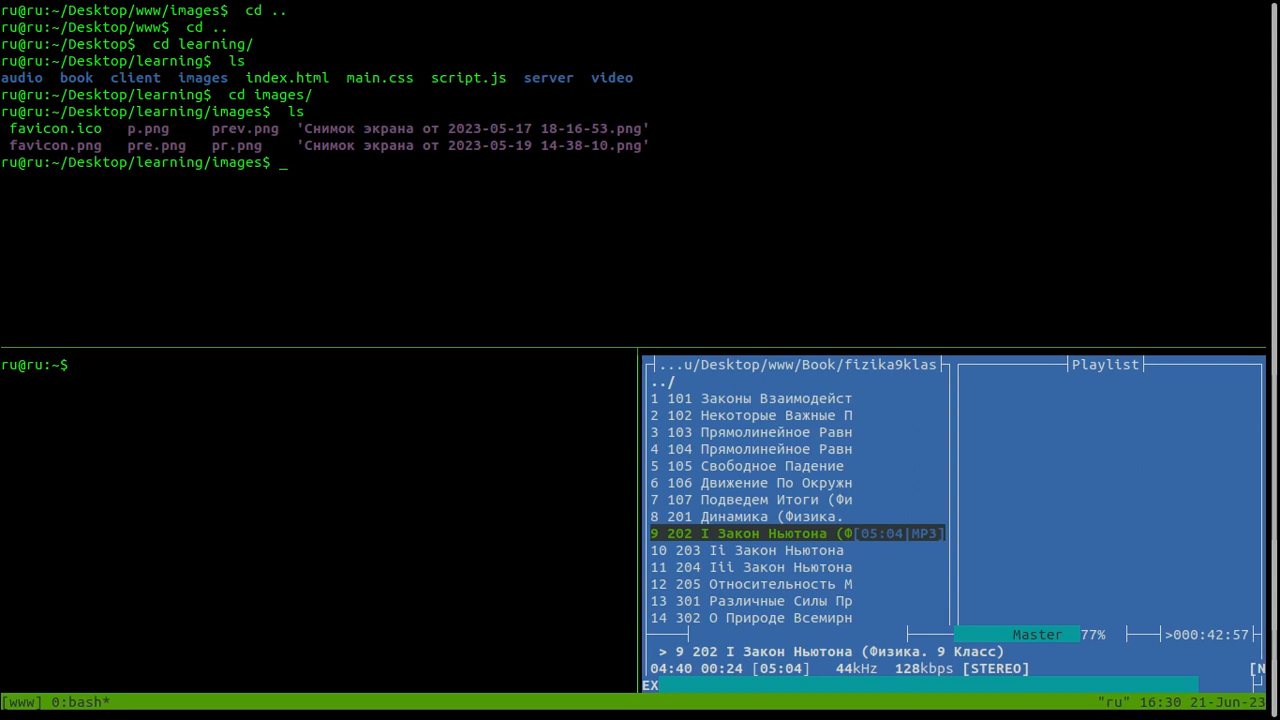 ru@ru:~/Desktop/www/images$  cd ..
ru@ru:~/Desktop/www$  cd ..
ru@ru:~/Desktop$  cd learning/
ru@ru:~/Desktop/learning$  ls
audio  book  client  images  index.html  main.css  script.js  server  video
ru@ru:~/Desktop/learning$  cd images/
ru@ru:~/Desktop/learning/images$  ls
favicon.ico   p.png     prev.png  'Снимок экрана от 2023-05-17 18-16-53.png'
favicon.png   pre.png   pr.png    'Снимок экрана от 2023-05-19 14-38-10.png'
ru@ru:~/Desktop/learning/images$ _
ru@ru:~$
...u/Desktop/www/Book/fizika9klas
../
1 101 Законы Взаимодейст
2 102 Некоторые Важные П
3 103 Прямолинейное Равн
4 104 Прямолинейное Равн
5 105 Свободное Падение
6 106 Движение По Окружн
7 107 Подведем Итоги (Фи
8 201 Динамика (Физика.
9 202 I Закон Ньютона (Ф[05:04|MP3]
10 203 Ii Закон Ньютона
11 204 Iii Закон Ньютона
12 205 Относительность М
13 301 Различные Силы Пр
14 302 О Природе Всемирн
Playlist
Master 77% >000:42:57
> 9 202 I Закон Ньютона (Физика. 9 Класс)
04:40 00:24 [05:04]   44kHz  128kbps [STEREO] [N
EX
[www] 0:bash* "ru" 16:30 21-Jun-23